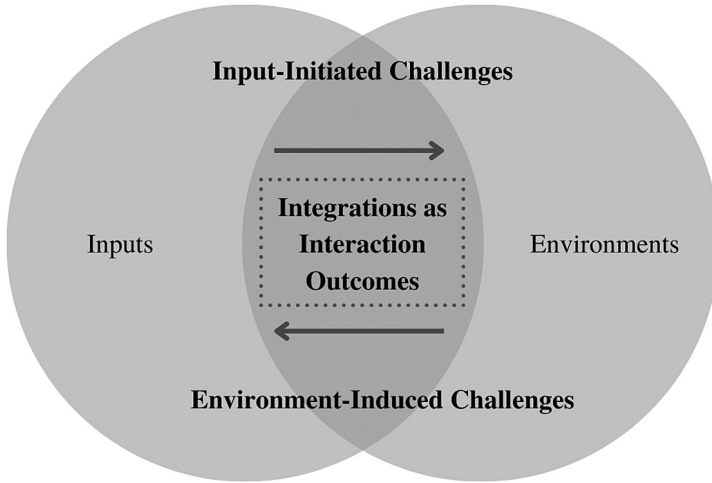 Input-Initiated Challenges
Integrations as
Interaction
Outcomes
Inputs
Environments
Environment-Induced Challenges